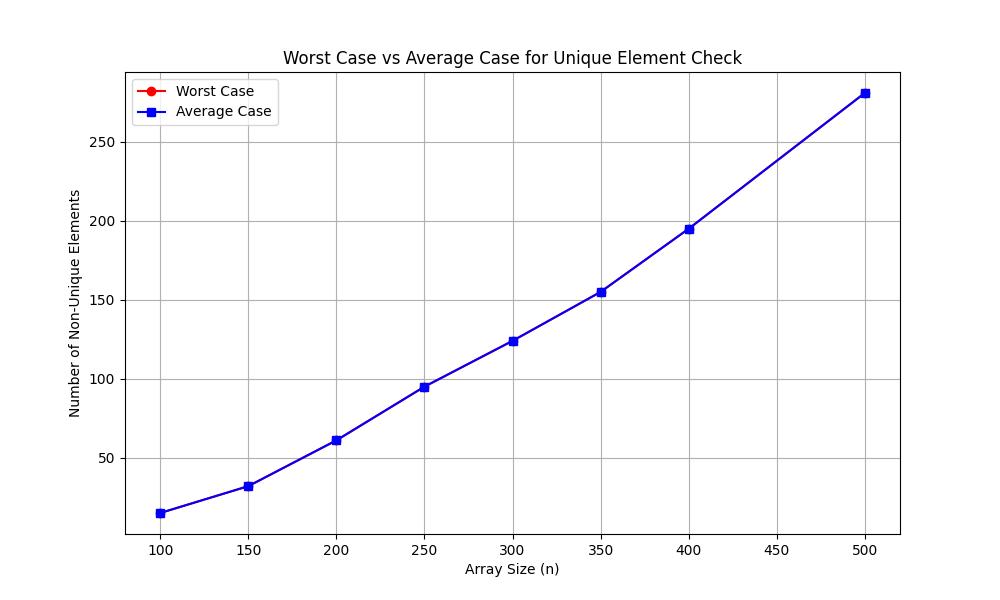 Worst Case vs Average Case for Unique Element Check
Worst Case
Average Case
Number of Non-Unique Elements
250
200
150
100
50
100 150 200 250 300 350 400 450 500
Array Size (n)